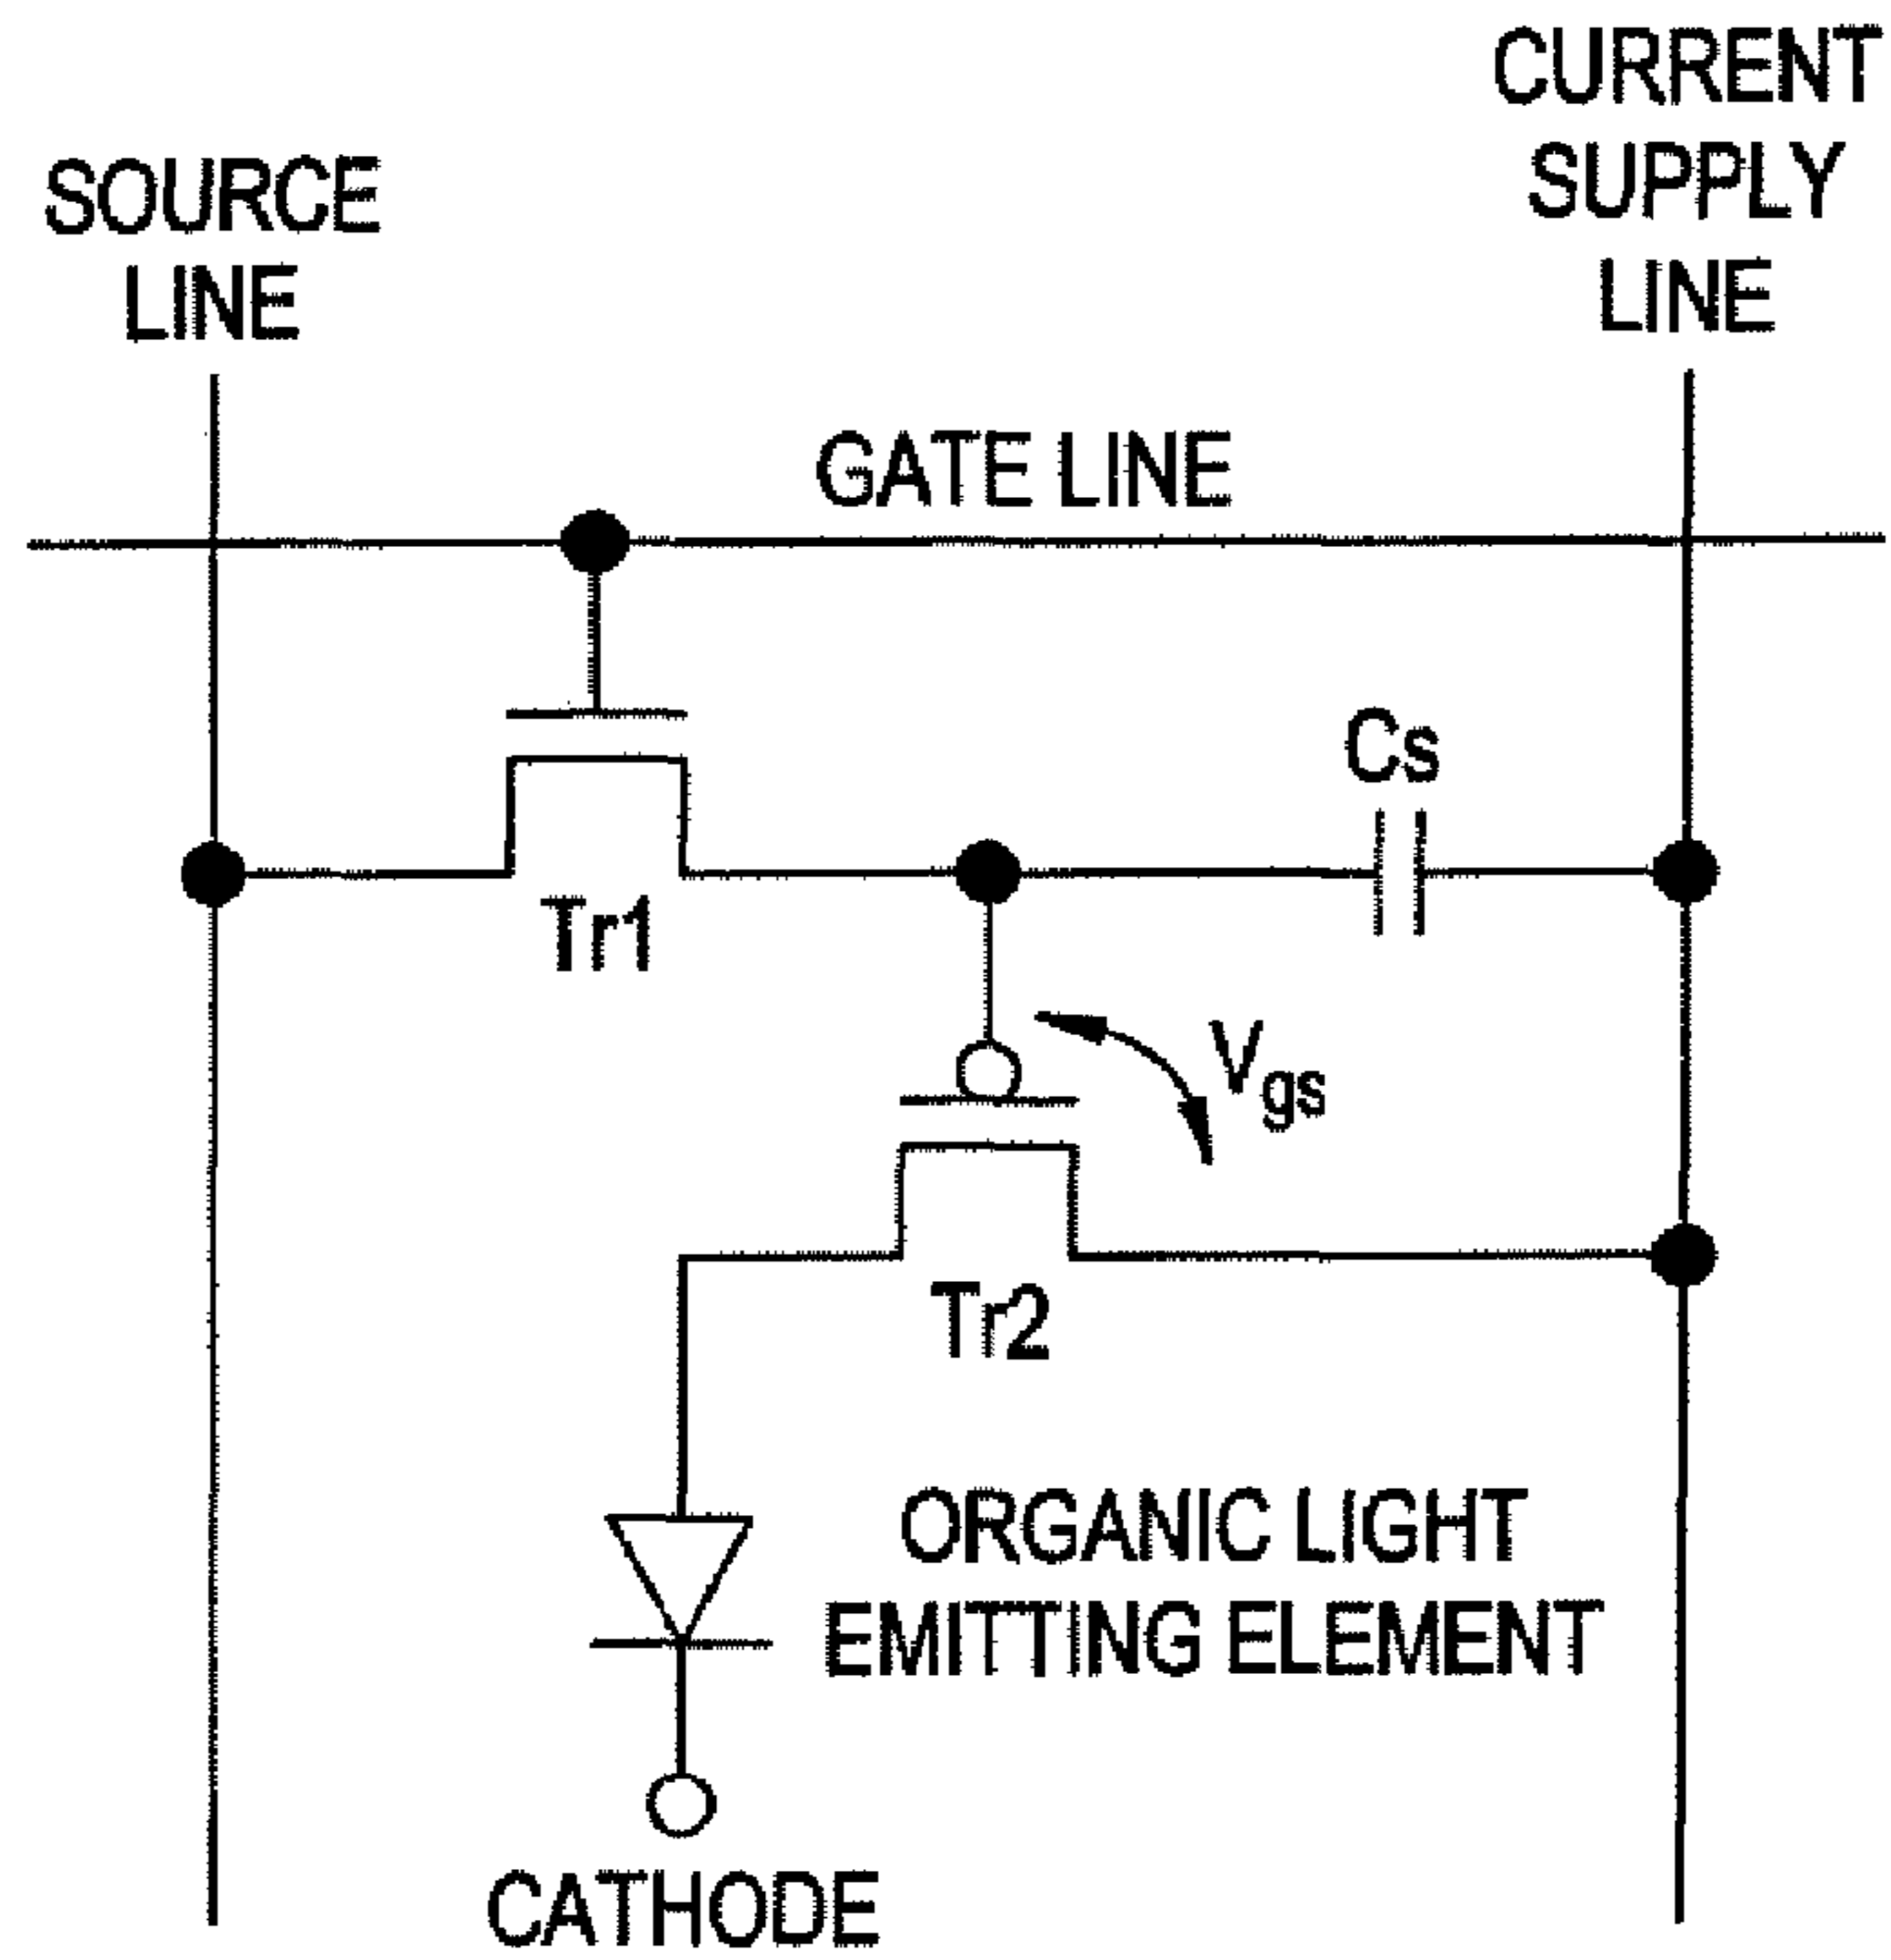 CURRENT
SUPPLY
LINE
SOURCE
LINE
GATE LINE
Cs
Tr1
Vgs
Tr2
ORGANIC LIGHT
EMITTING ELEMENT
CATHODE